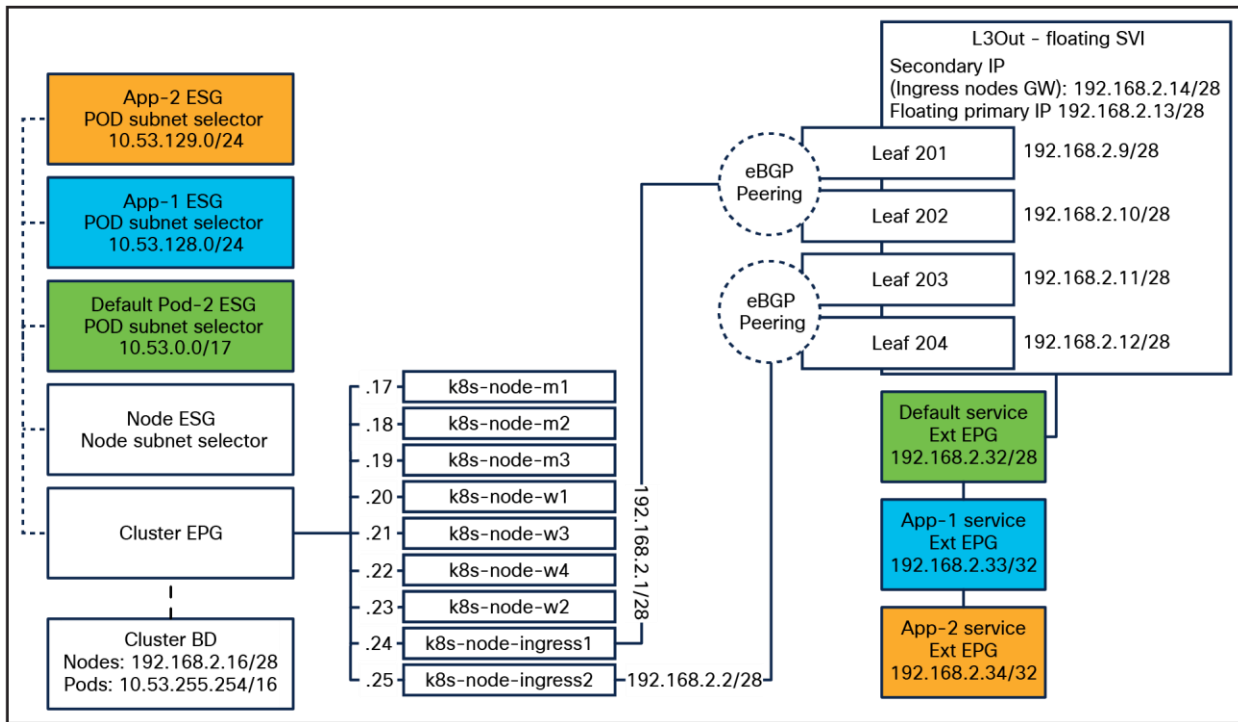 App-2 ESG
POD subnet selector
10.53.129.0/24
App-1 ESG
POD subnet selector
10.53.128.0/24
Default Pod-2 ESG
POD subnet selector
10.53.0.0/17
Node ESG
Node subnet selector
Cluster EPG
Cluster BD
Nodes: 192.168.2.16/28
Pods: 10.53.255.254/16
.17 k8s-node-m1
.18 k8s-node-m2
.19 k8s-node-m3
.20 k8s-node-w1
.21 k8s-node-w3
.22 k8s-node-w4
.23 k8s-node-w2
.24 k8s-node-ingress1
.25 k8s-node-ingress2
192.168.2.1/28
192.168.2.2/28
eBGP
Peering
eBGP
Peering
L3Out - floating SVI
Secondary IP
(Ingress nodes GW): 192.168.2.14/28
Floating primary IP 192.168.2.13/28
Leaf 201 192.168.2.9/28
Leaf 202 192.168.2.10/28
Leaf 203 192.168.2.11/28
Leaf 204 192.168.2.12/28
Default service
Ext EPG
192.168.2.32/28
App-1 service
Ext EPG
192.168.2.33/32
App-2 service
Ext EPG
192.168.2.34/32